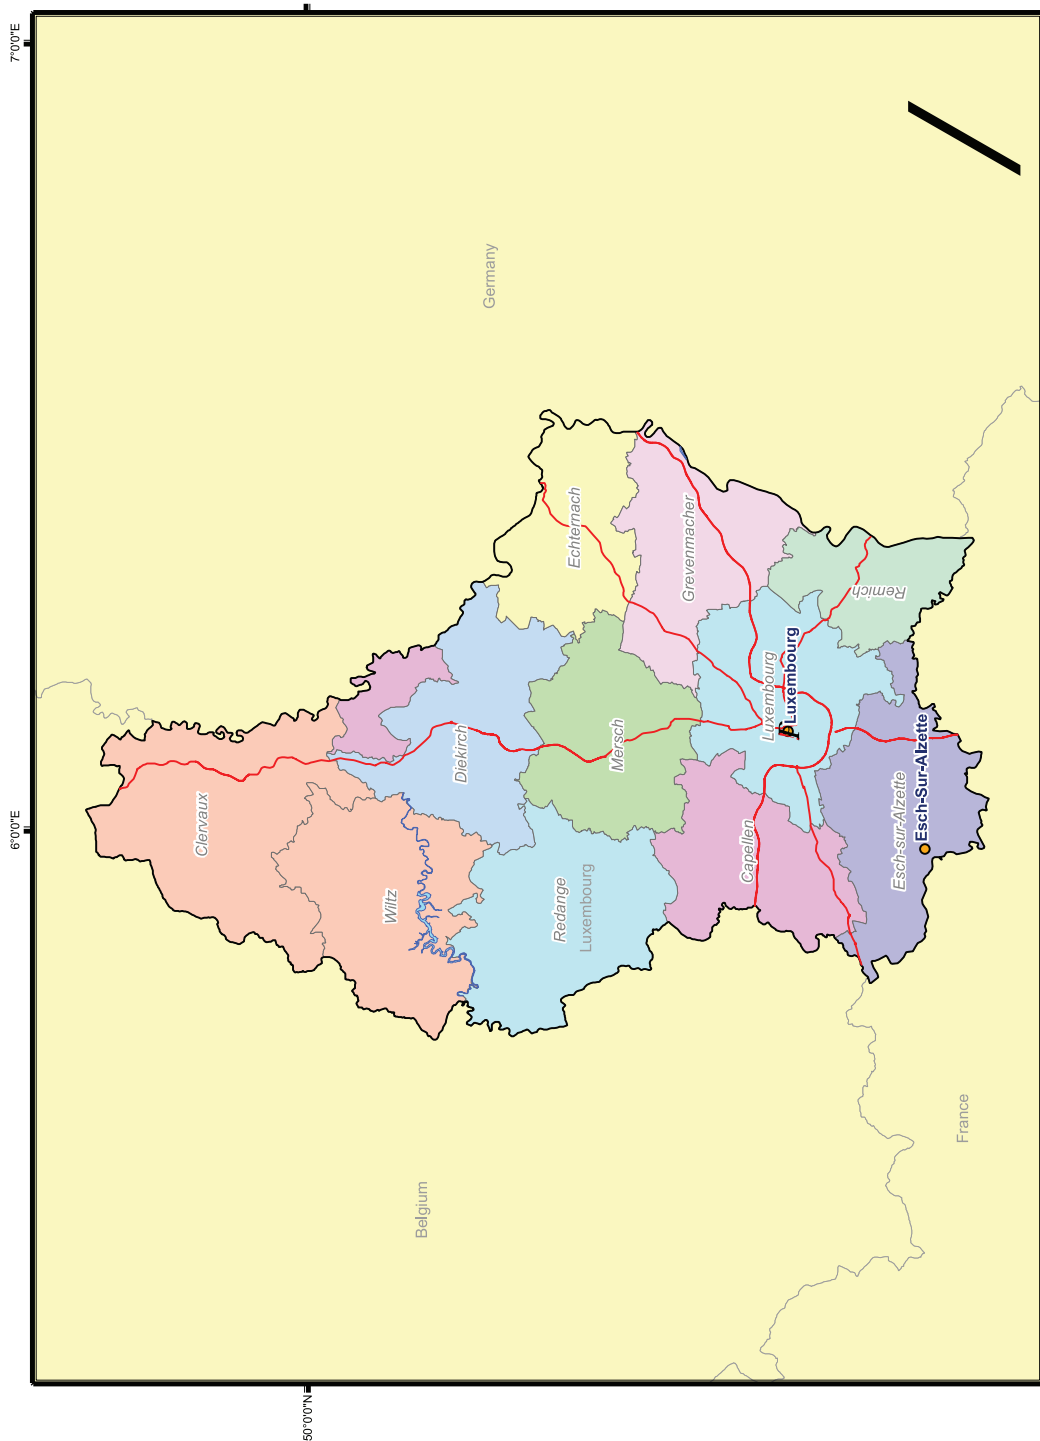 7°0'0"E
6°0'0"E
50°0'0"N
Germany
Belgium
France
Clervaux
Wiltz
Diekirch
Echternach
Redange
Luxembourg
Mersch
Grevenmacher
Capellen
Luxembourg
Luxembourg
Remich
Esch-sur-Alzette
Esch-Sur-Alzette